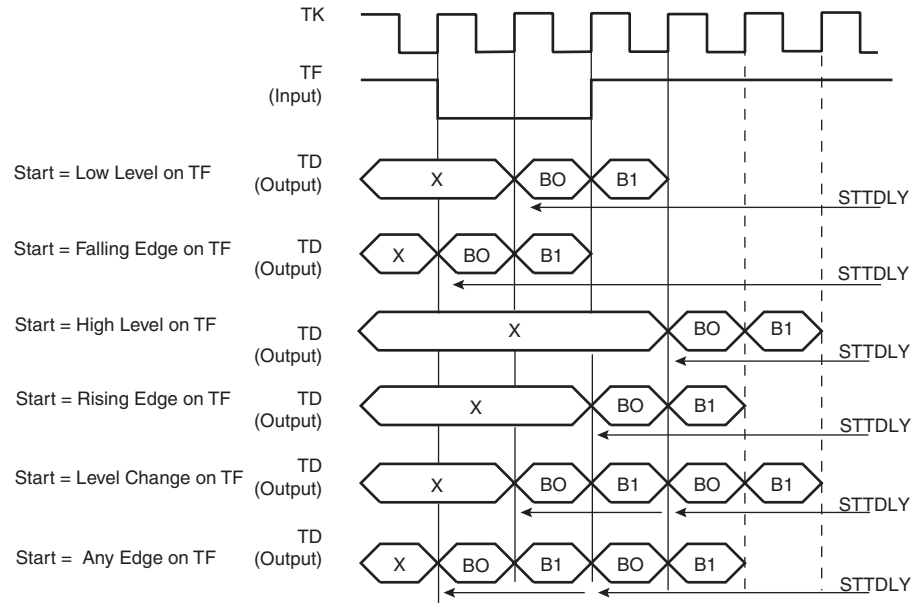 TK
TF
(Input)
Start = Low Level on TF
TD
(Output)
X
BO
B1
STTDLY
Start = Falling Edge on TF
TD
(Output)
X
BO
B1
STTDLY
Start = High Level on TF
TD
(Output)
X
BO
B1
STTDLY
Start = Rising Edge on TF
TD
(Output)
X
BO
B1
STTDLY
Start = Level Change on TF
TD
(Output)
X
BO
B1
BO
B1
STTDLY
Start = Any Edge on TF
TD
(Output)
X
BO
B1
BO
B1
STTDLY